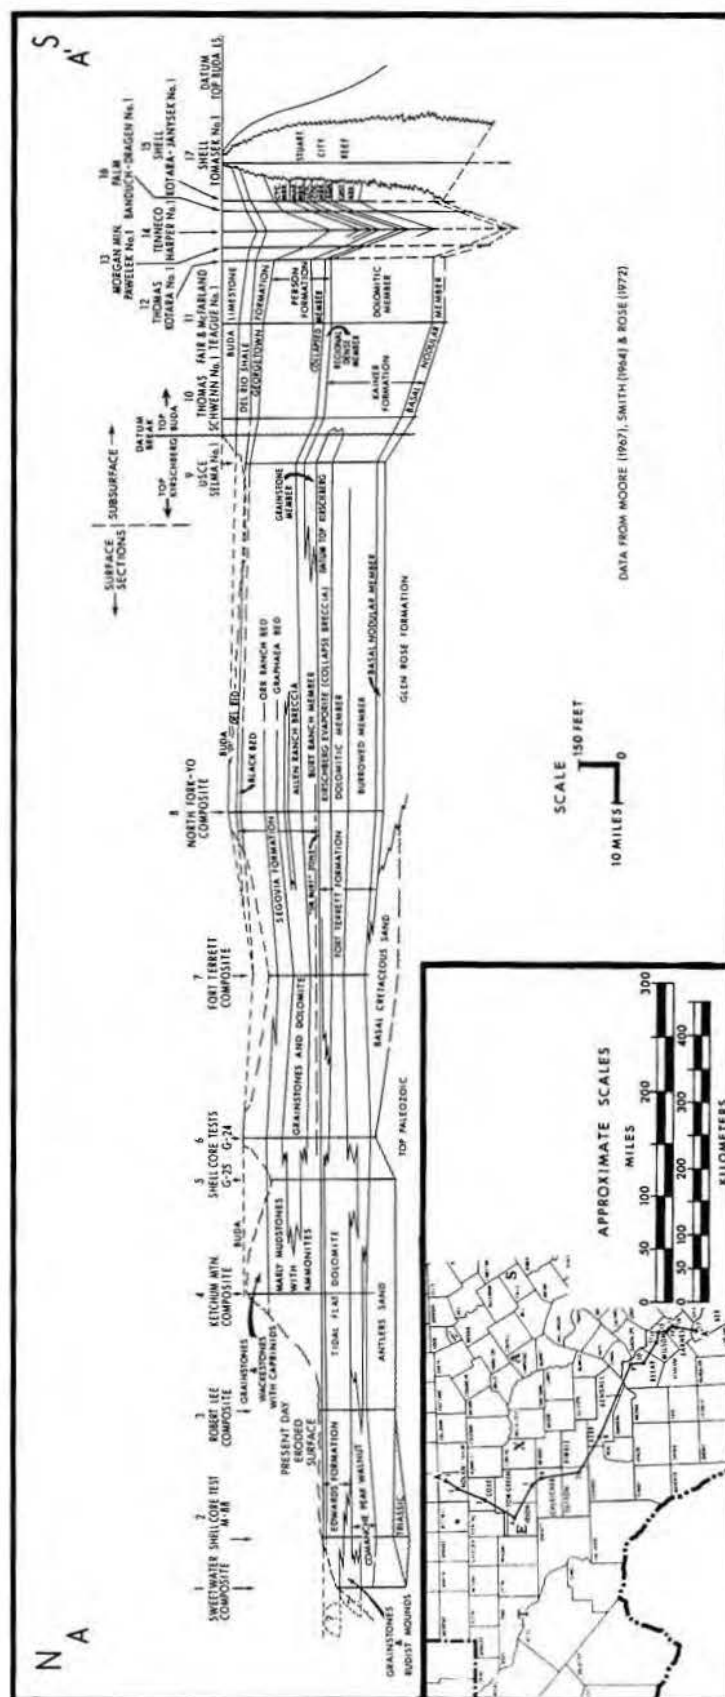 N
A
S
A'
1
SWEETWATER
COMPOSITE
2
SHELL CORE TEST
M-88
3
ROBERT LEE
COMPOSITE
4
KETCHUM MTN.
COMPOSITE
5
6
SHELL CORE TESTS
G-25
G-24
7
FORT TERRETT
COMPOSITE
8
NORTH FORK-YO
COMPOSITE
SURFACE
SECTIONS
SUBSURFACE
9
USCE
SELMA No. 1
TOP
KIRSCHBERG
DATUM
BREAK
TOP
BUDA
10
THOMAS
SCHWENN No. 1
11
FAIR & McFARLAND
TEAGUE No. 1
12
THOMAS
KOTARA No. 1
13
MORGAN MIN.
PAWELEK No. 1
14
TENNECO
HARPER No. 1
16
PALM
BANDUCH-DRAGEN No. 1
15
SHELL
KOTARA-JANYSEK No. 1
17
SHELL
TOMASEK No. 1
DATUM
TOP BUDA LS.
PRESENT DAY
ERODED
SURFACE
EDWARDS FORMATION
COMANCHE PEAK WALNUT
TRIASSIC
GRAINSTONES
&
RUDIST MOUNDS
GRAINSTONES
&
WACKESTONES
WITH CAPRINIDS
BUDA
MARLY MUDSTONES
WITH
AMMONITES
TIDAL FLAT DOLOMITE
ANTLERS SAND
GRAINSTONES AND DOLOMITE
TOP PALEOZOIC
BASAL CRETACEOUS SAND
SEGOVIA FORMATION
"DR. BURT" ZONE
FORT TERRETT FORMATION
BUDA
DEL RIO
BLACK BED
ORR RANCH BED
GRAPHAEA BED
ALLEN RANCH BRECCIA
BURT RANCH MEMBER
KIRSCHBERG EVAPORITE (COLLAPSE BRECCIA)
DATUM TOP KIRSCHBERG
DOLOMITIC MEMBER
BURROWED MEMBER
BASAL NODULAR MEMBER
GLEN ROSE FORMATION
GRAINSTONE
MEMBER
BUDA LIMESTONE
DEL RIO SHALE
GEORGETOWN FORMATION
PERSON
FORMATION
COLLAPSED MEMBER
REGIONAL
DENSE
MEMBER
KAINER
FORMATION
DOLOMITIC
MEMBER
BASAL NODULAR MEMBER
STUART
CITY
REEF
SCALE
150 FEET
10 MILES
0
DATA FROM MOORE (1967), SMITH (1964) & ROSE (1972)
APPROXIMATE SCALES
MILES
0 50 100 200 300
0 50 100 200 300 400
KILOMETERS
T E X A S